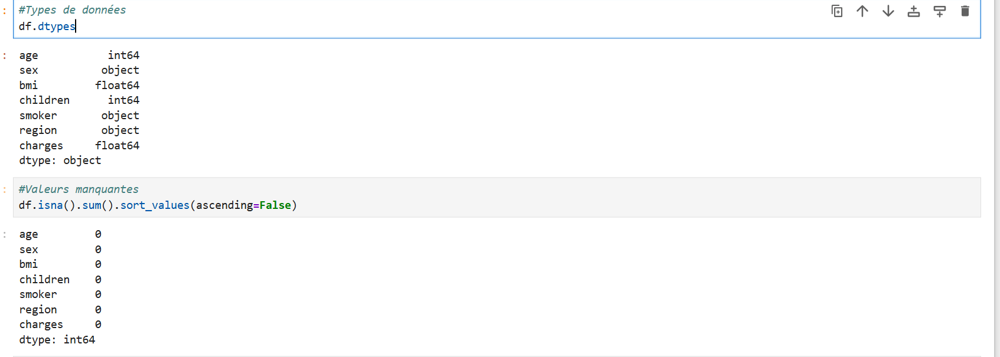 #Types de données
df.dtypes
age int64
sex object
bmi float64
children int64
smoker object
region object
charges float64
dtype: object
#Valeurs manquantes
df.isna().sum().sort_values(ascending=False)
age 0
sex 0
bmi 0
children 0
smoker 0
region 0
charges 0
dtype: int64